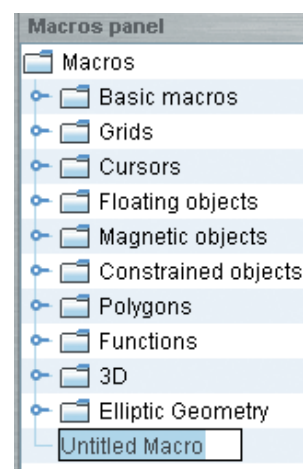 Macros panel
Macros
Basic macros
Grids
Cursors
Floating objects
Magnetic objects
Constrained objects
Polygons
Functions
3D
Elliptic Geometry
Untitled Macro